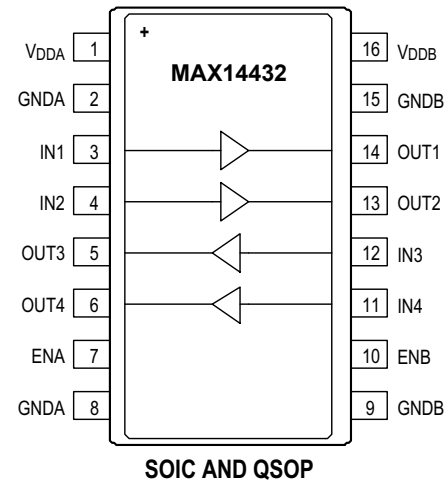 +
MAX14432
VDDA 1 16 VDDB
GNDA 2 15 GNDB
IN1 3 14 OUT1
IN2 4 13 OUT2
OUT3 5 12 IN3
OUT4 6 11 IN4
ENA 7 10 ENB
GNDA 8 9 GNDB
SOIC AND QSOP